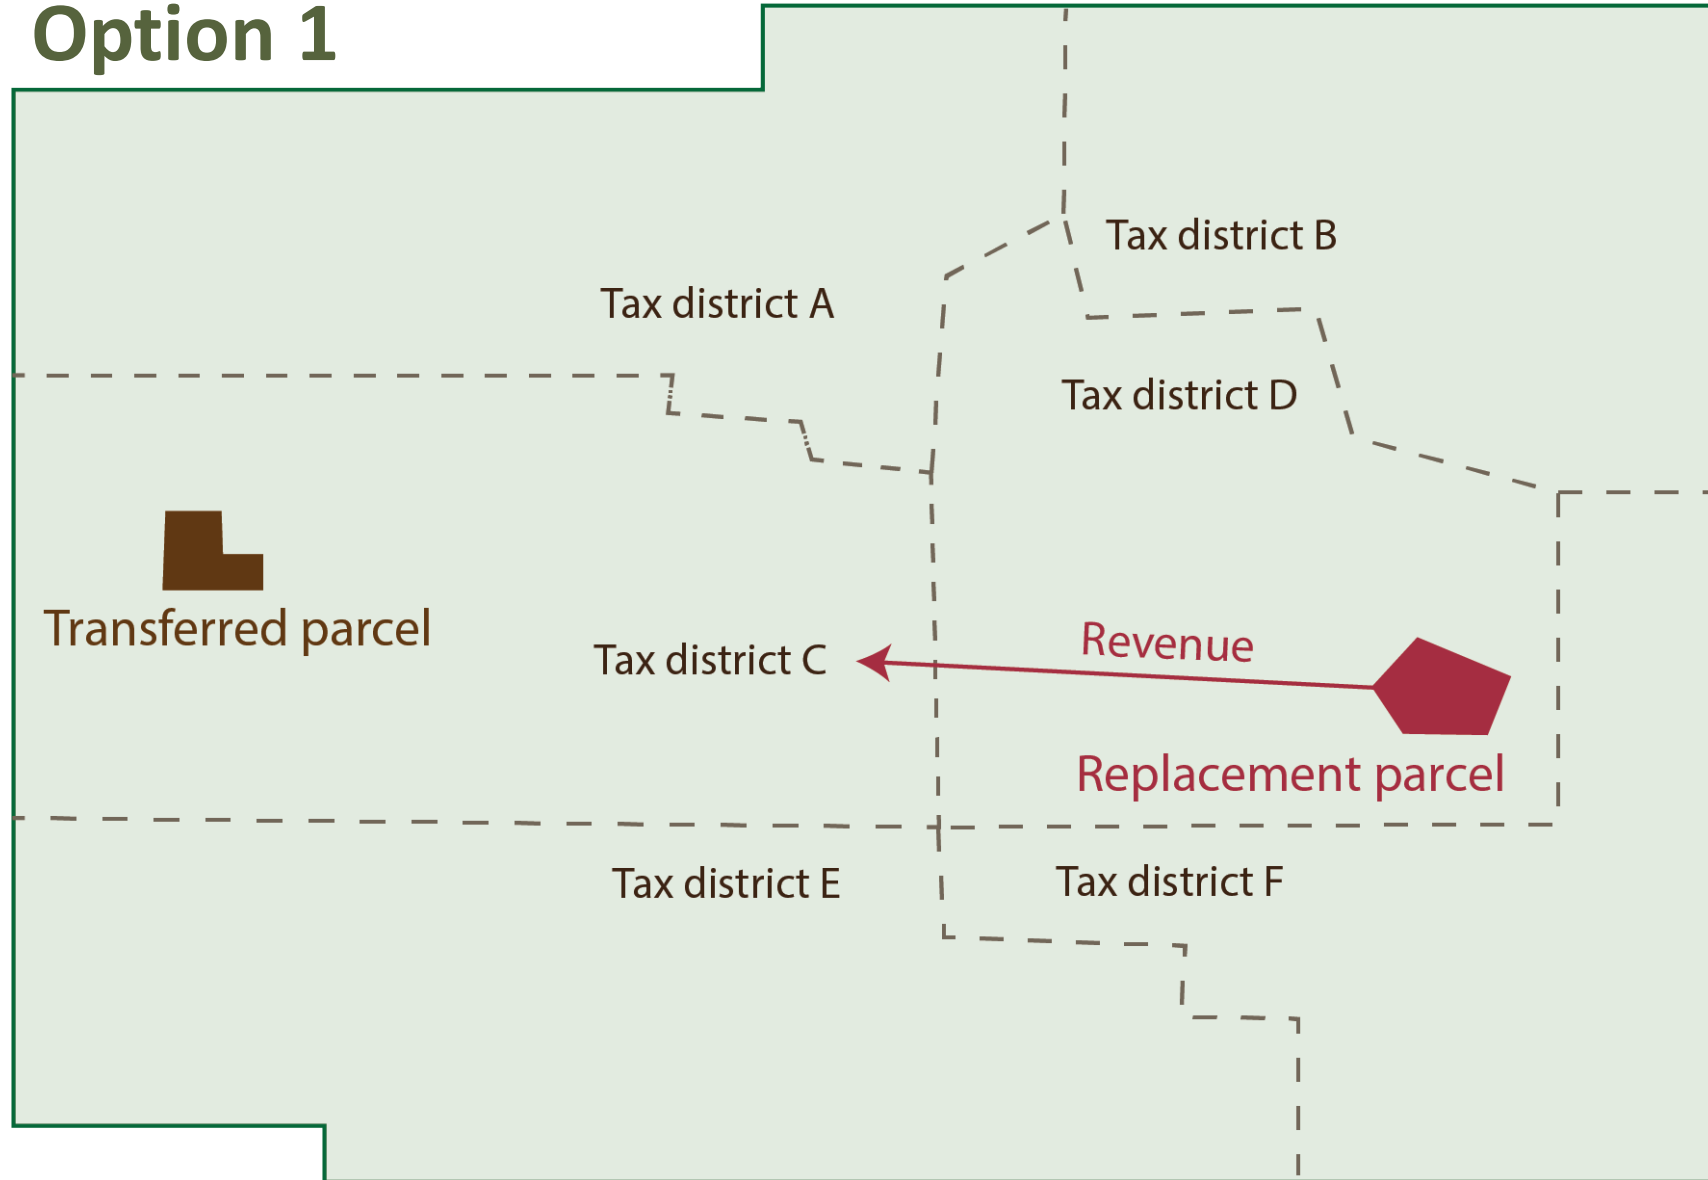 Option 1
Tax district B
Tax district A
Tax district D
Transferred parcel
Revenue
Tax district C
Replacement parcel
Tax district E
Tax district F